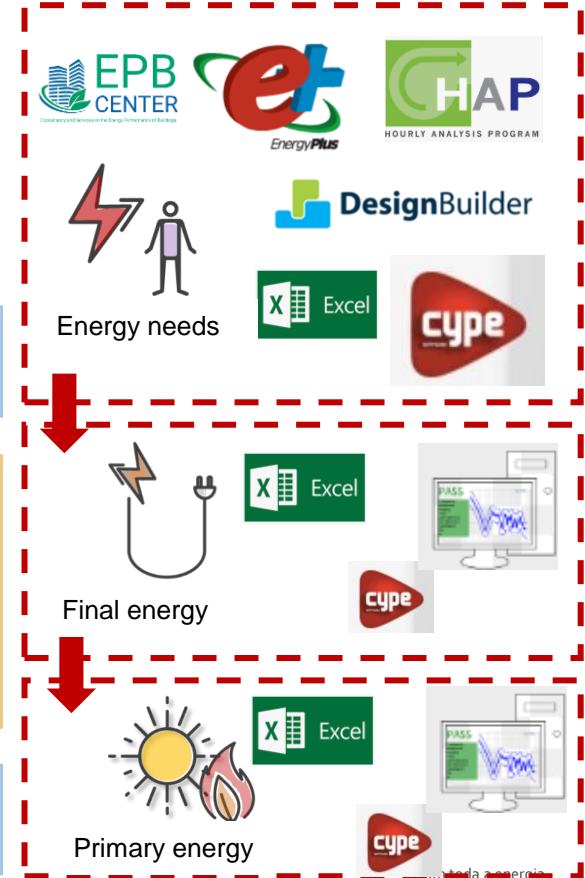 EPB
CENTER
Consultancy and Services on the Energy Performance of Buildings
e+
EnergyPlus
HAP
HOURLY ANALYSIS PROGRAM
DesignBuilder
Energy needs
X Excel
cype
Final energy
X Excel
PASS
cype
Primary energy
X Excel
PASS
cype
toda a energia